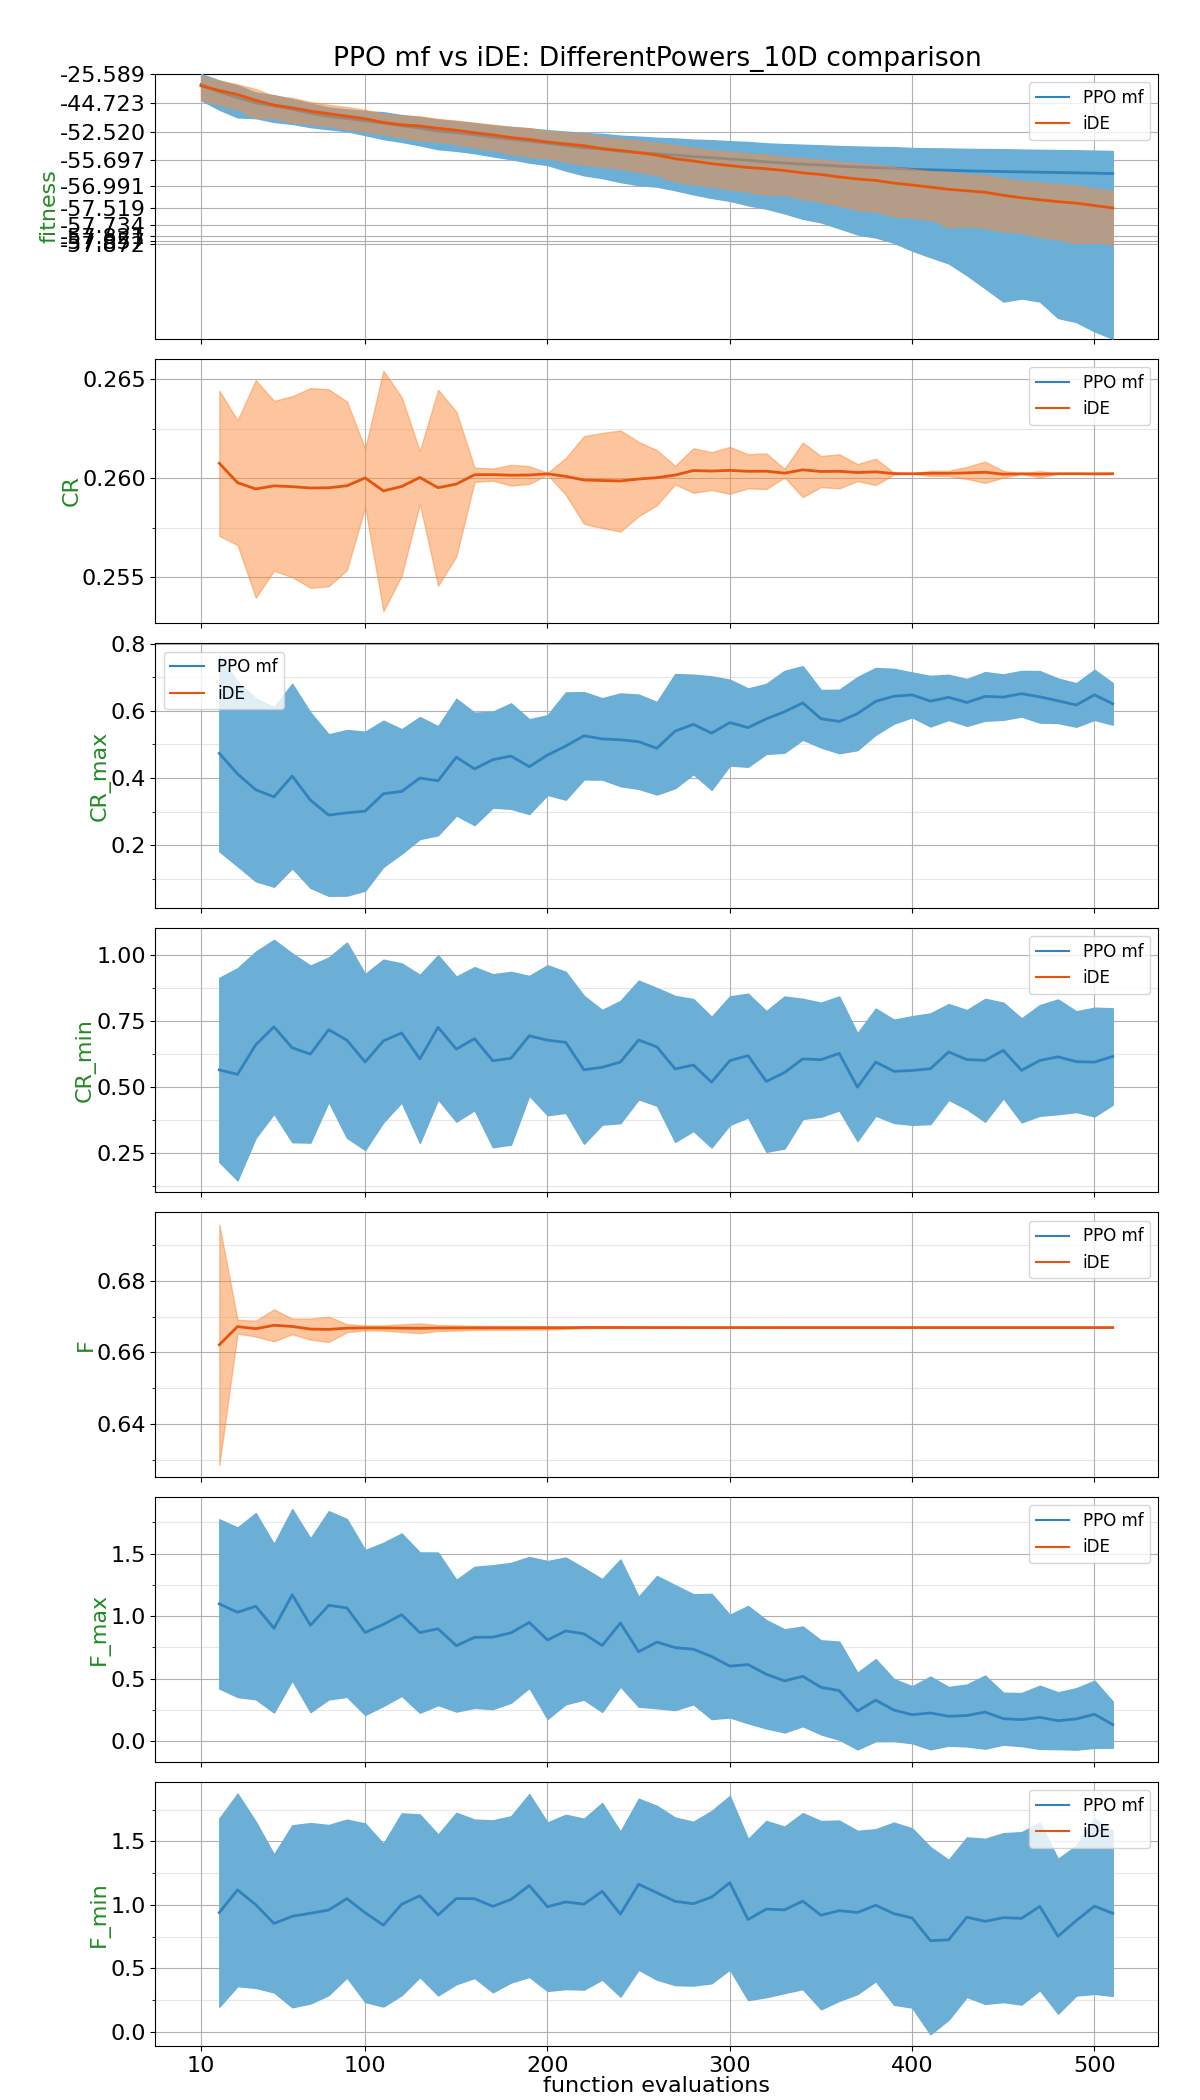 PPO mf vs iDE: DifferentPowers_10D comparison
-25.589
-44.723
-52.520
-55.697
-56.991
-57.519
-57.734
-57.872
fitness
PPO mf
iDE
0.265
0.260
0.255
CR
PPO mf
iDE
0.8
0.6
0.4
0.2
CR_max
PPO mf
iDE
1.00
0.75
0.50
0.25
CR_min
PPO mf
iDE
0.68
0.66
0.64
F
PPO mf
iDE
1.5
1.0
0.5
0.0
F_max
PPO mf
iDE
1.5
1.0
0.5
0.0
F_min
PPO mf
iDE
10 100 200 300 400 500
function evaluations